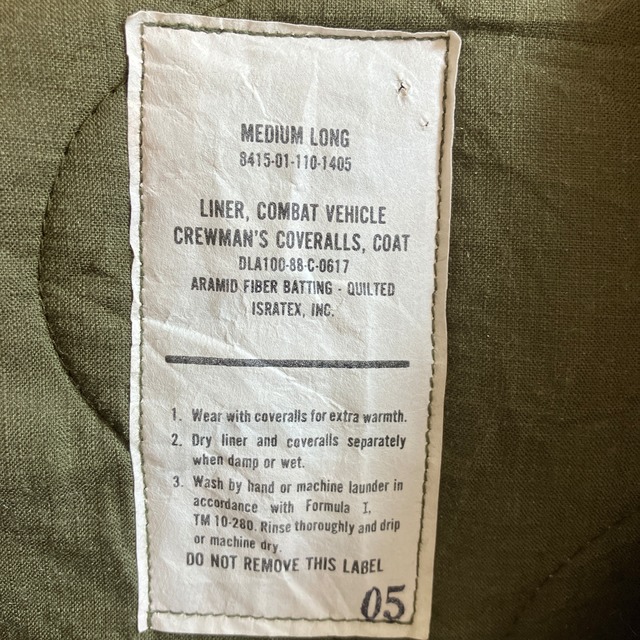 MEDIUM LONG
8415-01-110-1405
LINER, COMBAT VEHICLE
CREWMAN'S COVERALLS, COAT
DLA100-88-C-0617
ARAMID FIBER BATTING - QUILTED
ISRATEX, INC.
1. Wear with coveralls for extra warmth.
2. Dry liner and coveralls separately
when damp or wet.
3. Wash by hand or machine launder in
accordance with Formula I,
TM 10-280. Rinse thoroughly and drip
or machine dry.
DO NOT REMOVE THIS LABEL
05